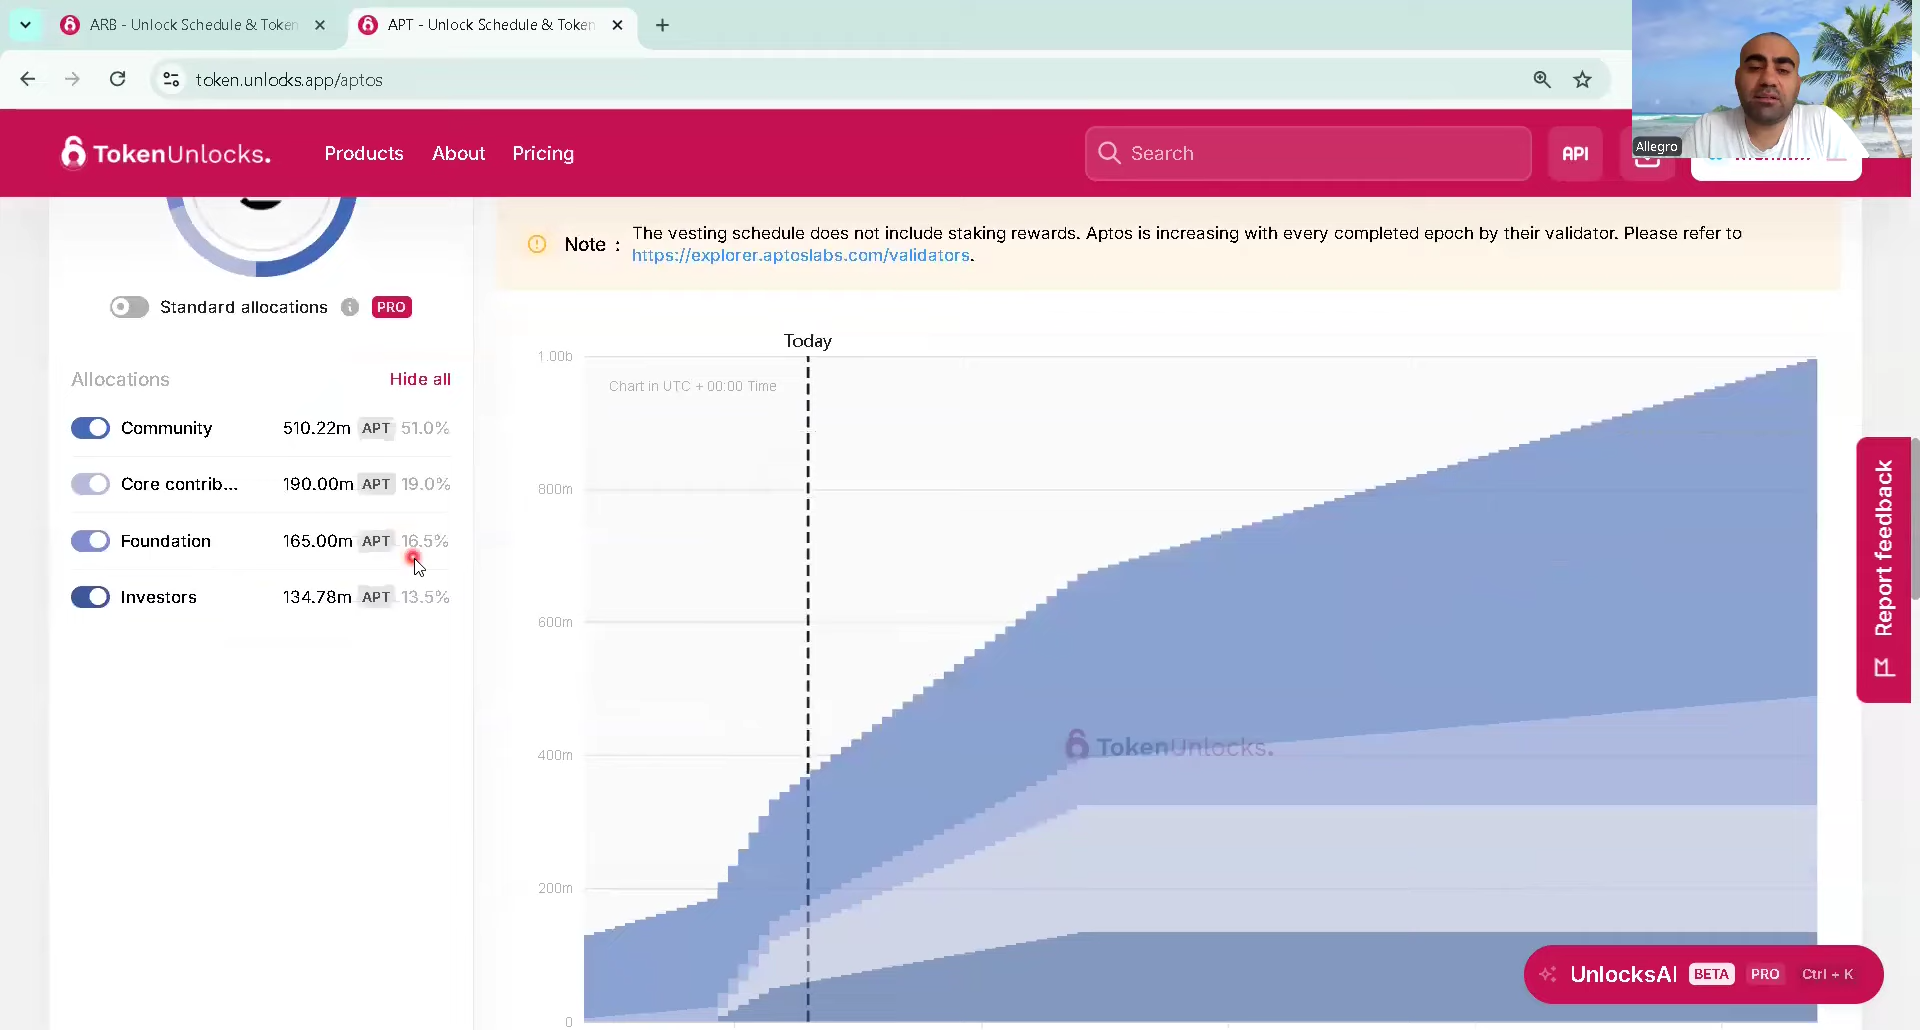 ARB - Unlock Schedule & Token
APT - Unlock Schedule & Token
token.unlocks.app/aptos
TokenUnlocks.
Products
About
Pricing
Search
API
Allegro
Note :
The vesting schedule does not include staking rewards. Aptos is increasing with every completed epoch by their validator. Please refer to
https://explorer.aptoslabs.com/validators.
Standard allocations i PRO
Allocations
Hide all
Community 510.22m APT 51.0%
Core contrib... 190.00m APT 19.0%
Foundation 165.00m APT 16.5%
Investors 134.78m APT 13.5%
Today
Chart in UTC + 00:00 Time
1.00b
800m
600m
400m
200m
0
TokenUnlocks.
Report feedback
UnlocksAI BETA PRO Ctrl + K